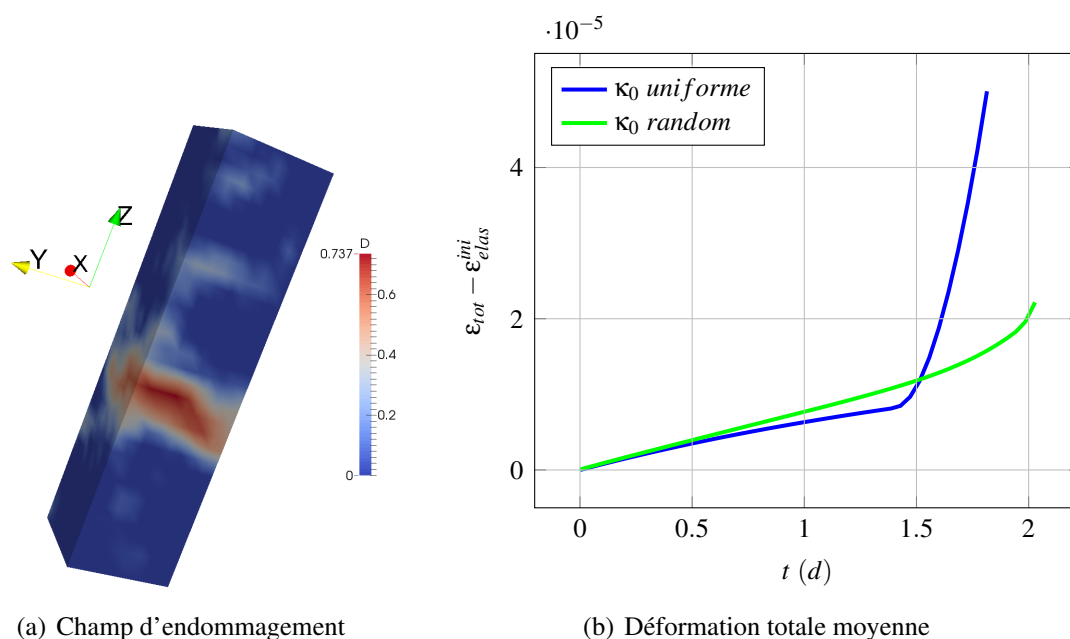 Z
Y
X
D
0.737
0.6
0.4
0.2
0
·10⁻⁵
κ₀ uniforme
κ₀ random
4
2
0
ε_tot − ε_elas^ini
0 0.5 1 1.5 2
t (d)
(a) Champ d'endommagement
(b) Déformation totale moyenne